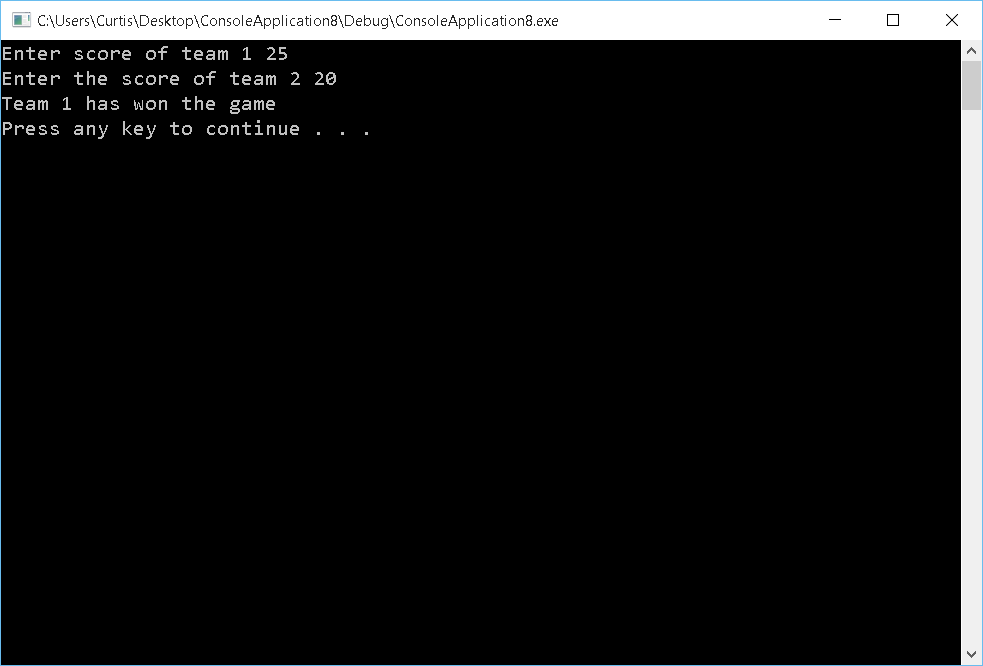 C:\Users\Curtis\Desktop\ConsoleApplication8\Debug\ConsoleApplication8.exe
Enter score of team 1 25
Enter the score of team 2 20
Team 1 has won the game
Press any key to continue . . .